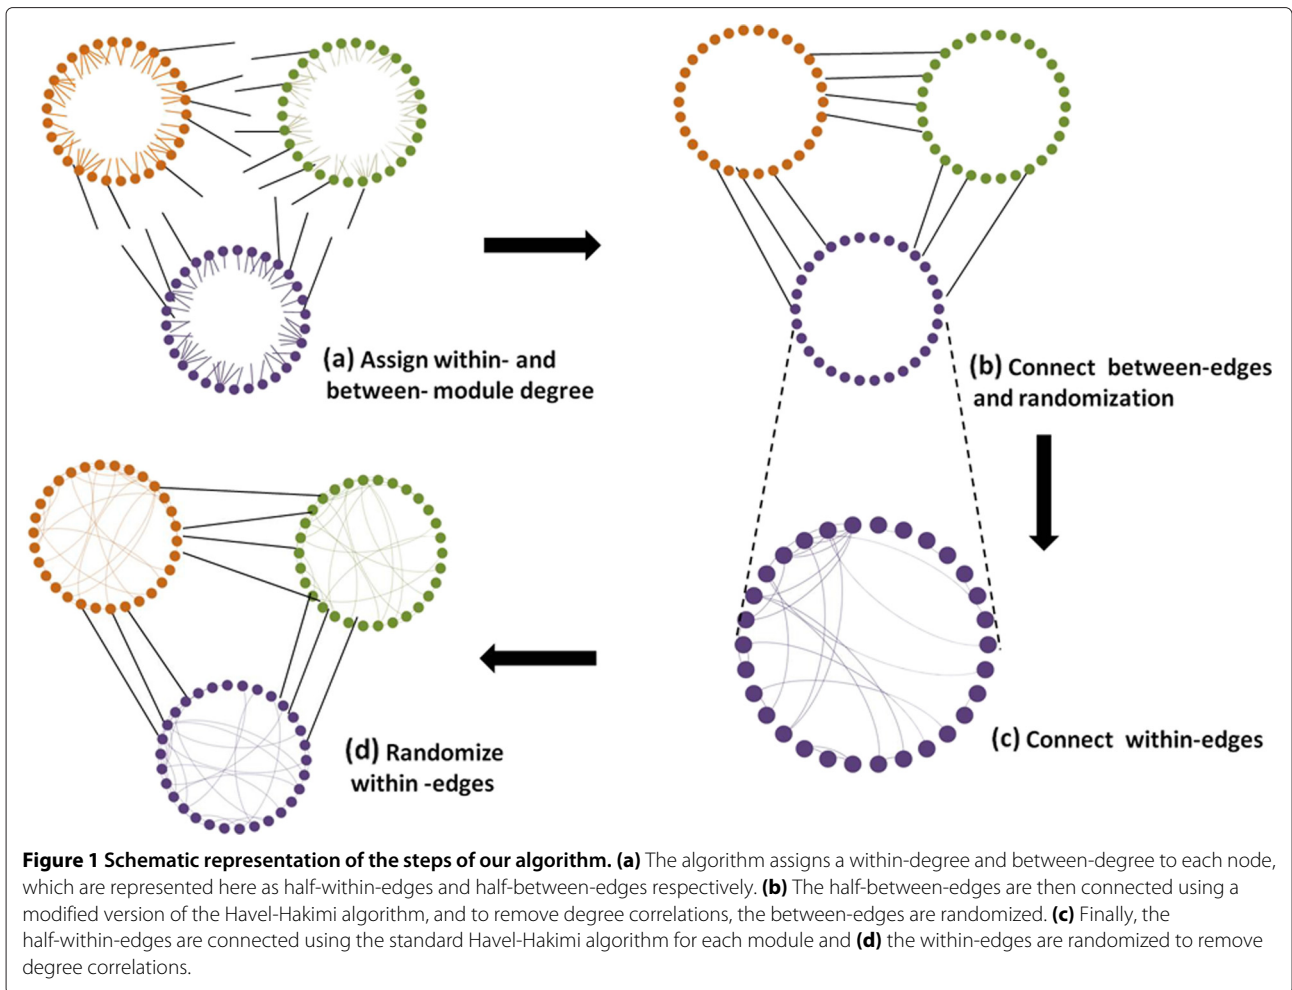 (a) Assign within- and
between- module degree
(b) Connect between-edges
and randomization
(c) Connect within-edges
(d) Randomize
within -edges
Figure 1 Schematic representation of the steps of our algorithm. (a) The algorithm assigns a within-degree and between-degree to each node,
which are represented here as half-within-edges and half-between-edges respectively. (b) The half-between-edges are then connected using a
modified version of the Havel-Hakimi algorithm, and to remove degree correlations, the between-edges are randomized. (c) Finally, the
half-within-edges are connected using the standard Havel-Hakimi algorithm for each module and (d) the within-edges are randomized to remove
degree correlations.